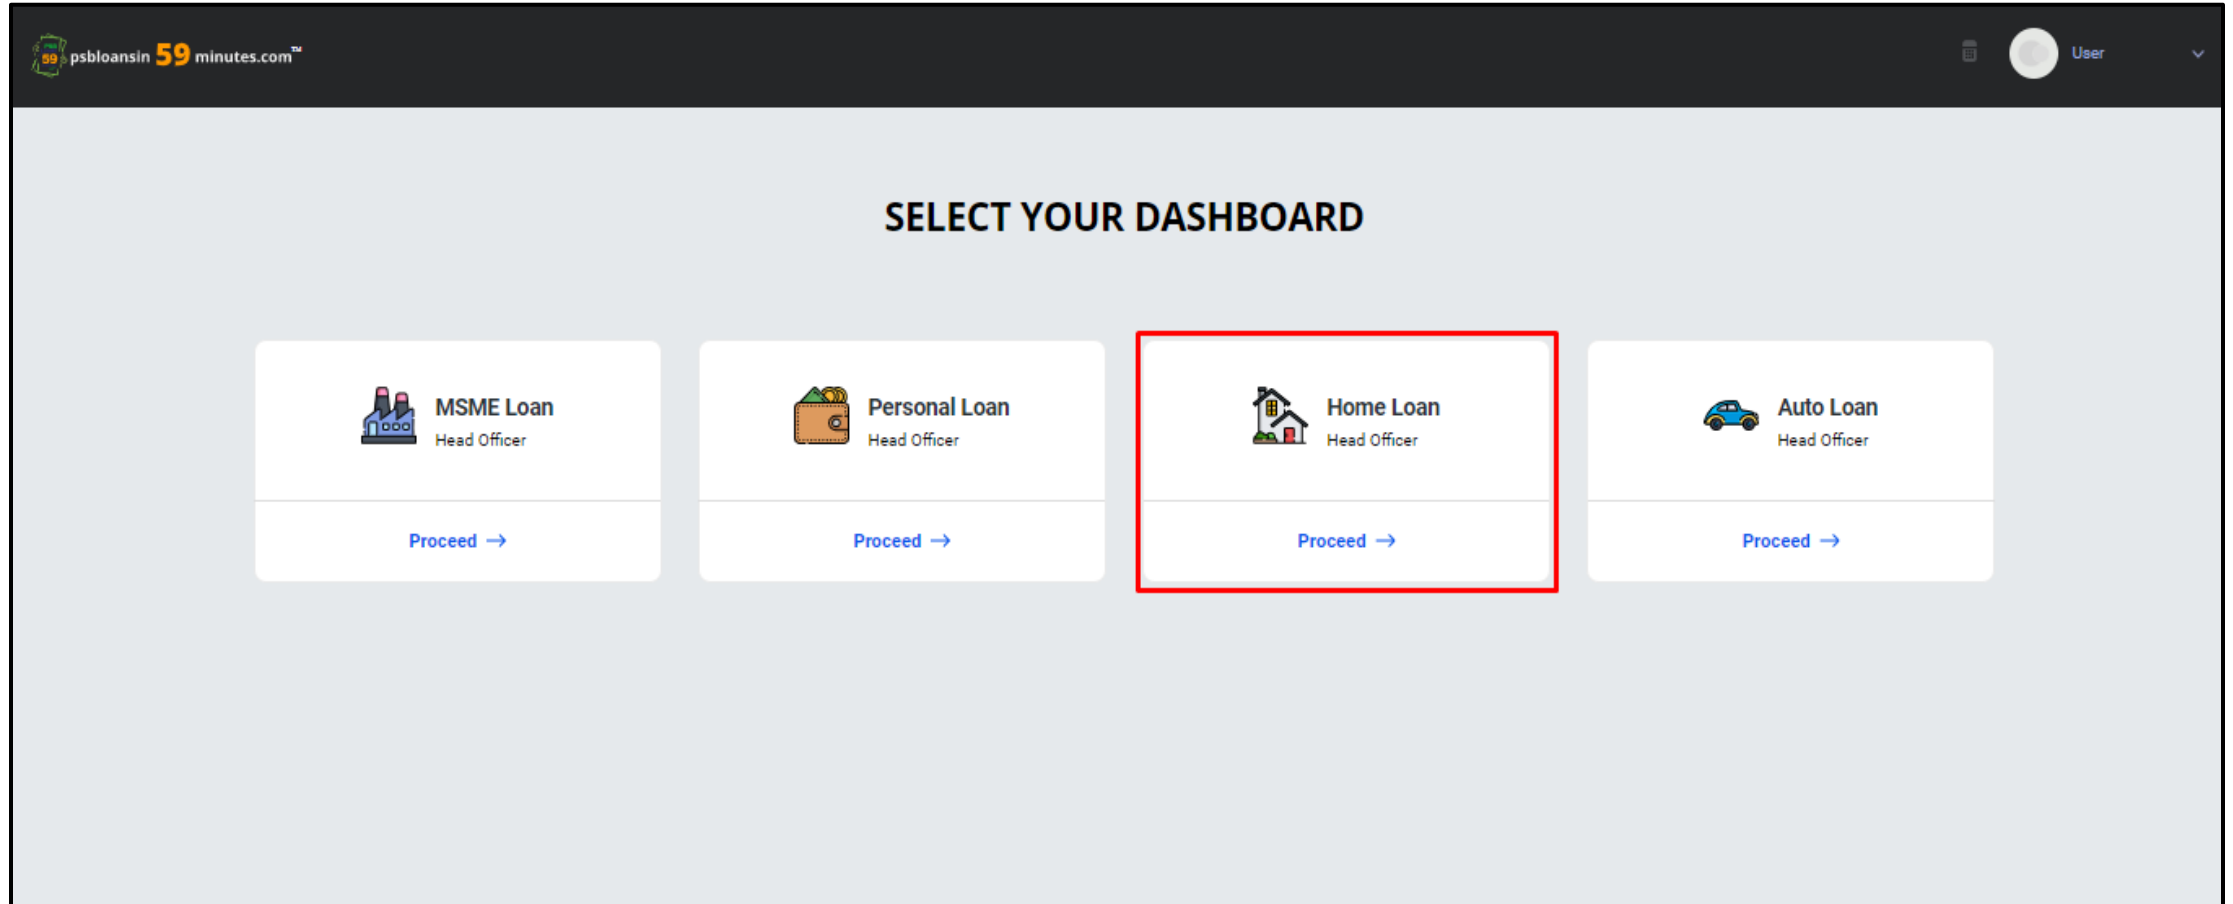 psbloansin 59 minutes.com™
User
SELECT YOUR DASHBOARD
MSME Loan
Head Officer
Proceed →
Personal Loan
Head Officer
Proceed →
Home Loan
Head Officer
Proceed →
Auto Loan
Head Officer
Proceed →